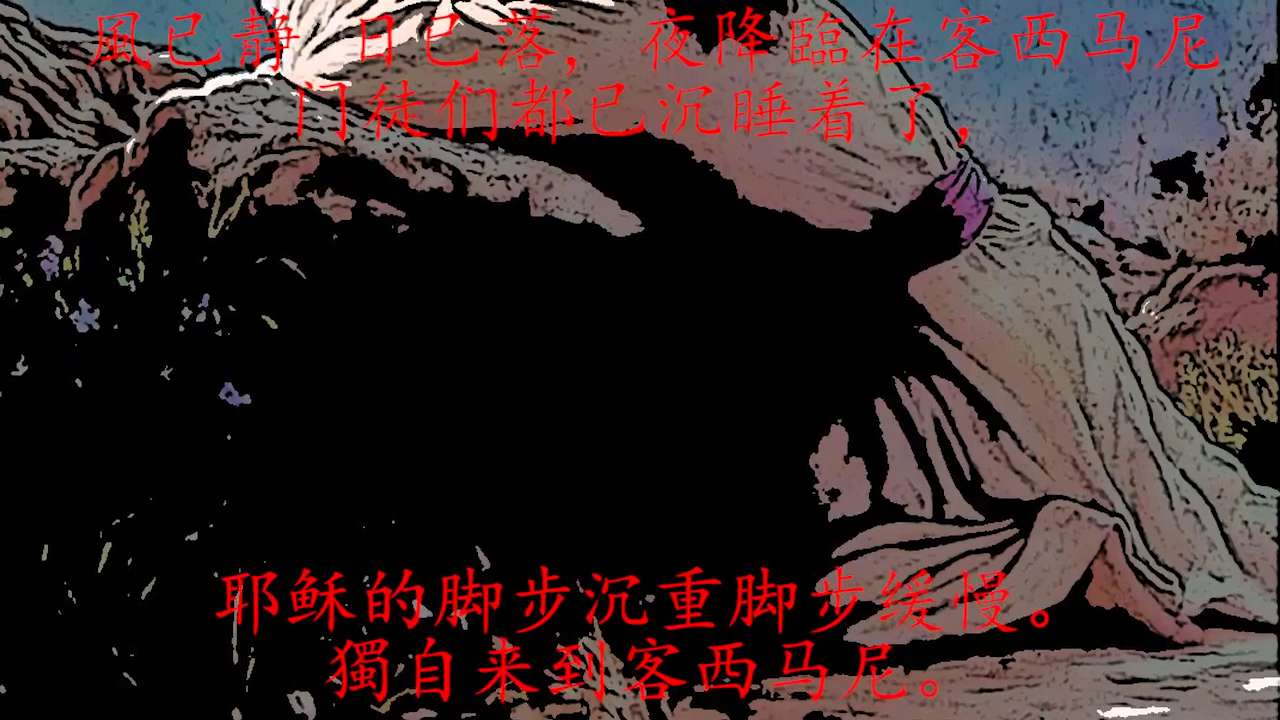 風已静 日已落，夜降臨在客西马尼
门徒们都已沉睡着了，
耶稣的脚步沉重脚步缓慢。
獨自来到客西马尼。